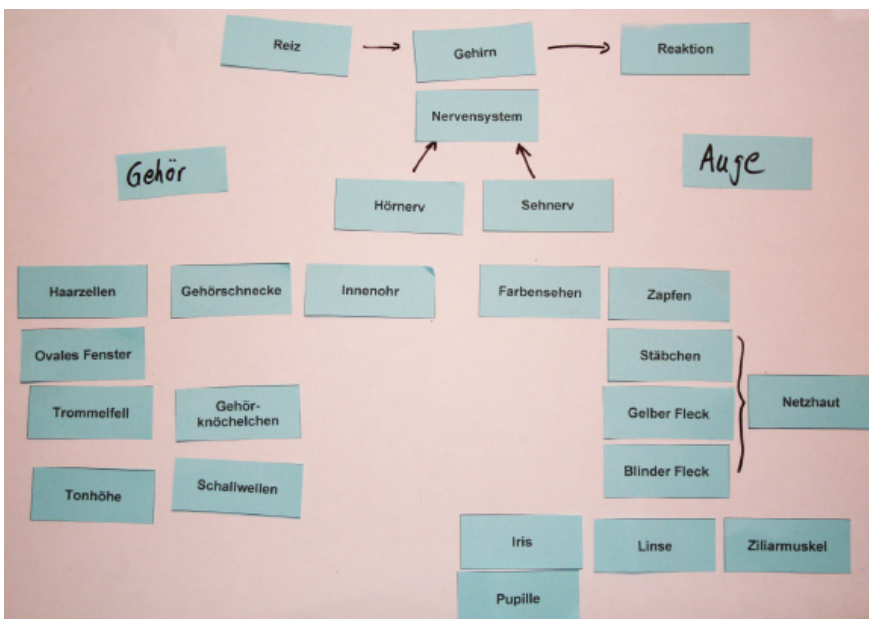 Reiz
Gehirn
Reaktion
Nervensystem
Gehör
Auge
Hörnerv
Sehnerv
Haarzellen
Gehörschnecke
Innenohr
Farbensehen
Zapfen
Ovales Fenster
Stäbchen
Trommelfell
Gehör-
knöchelchen
Gelber Fleck
Netzhaut
Blinder Fleck
Tonhöhe
Schallwellen
Iris
Linse
Ziliarmuskel
Pupille